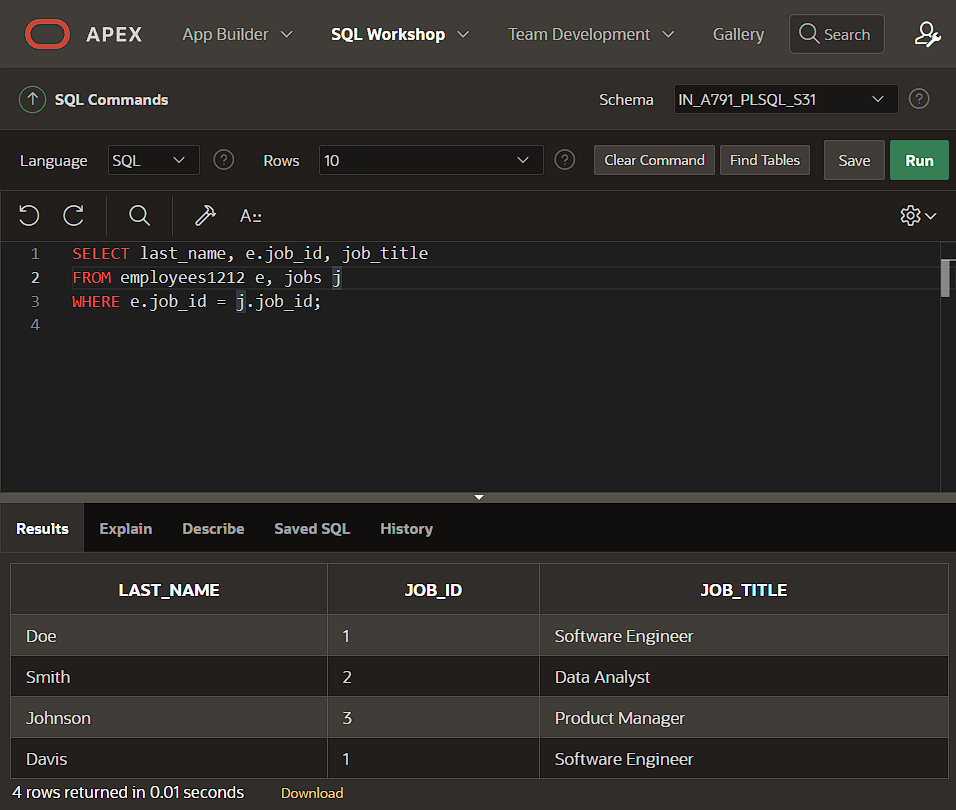 APEX App Builder SQL Workshop Team Development Gallery Search
SQL Commands Schema IN_A791_PLSQL_S31 ?
Language SQL ? Rows 10 ? Clear Command Find Tables Save Run
A::
1 SELECT last_name, e.job_id, job_title
2 FROM employees1212 e, jobs j
3 WHERE e.job_id = j.job_id;
4
Results Explain Describe Saved SQL History
LAST_NAME JOB_ID JOB_TITLE
Doe 1 Software Engineer
Smith 2 Data Analyst
Johnson 3 Product Manager
Davis 1 Software Engineer
4 rows returned in 0.01 seconds Download